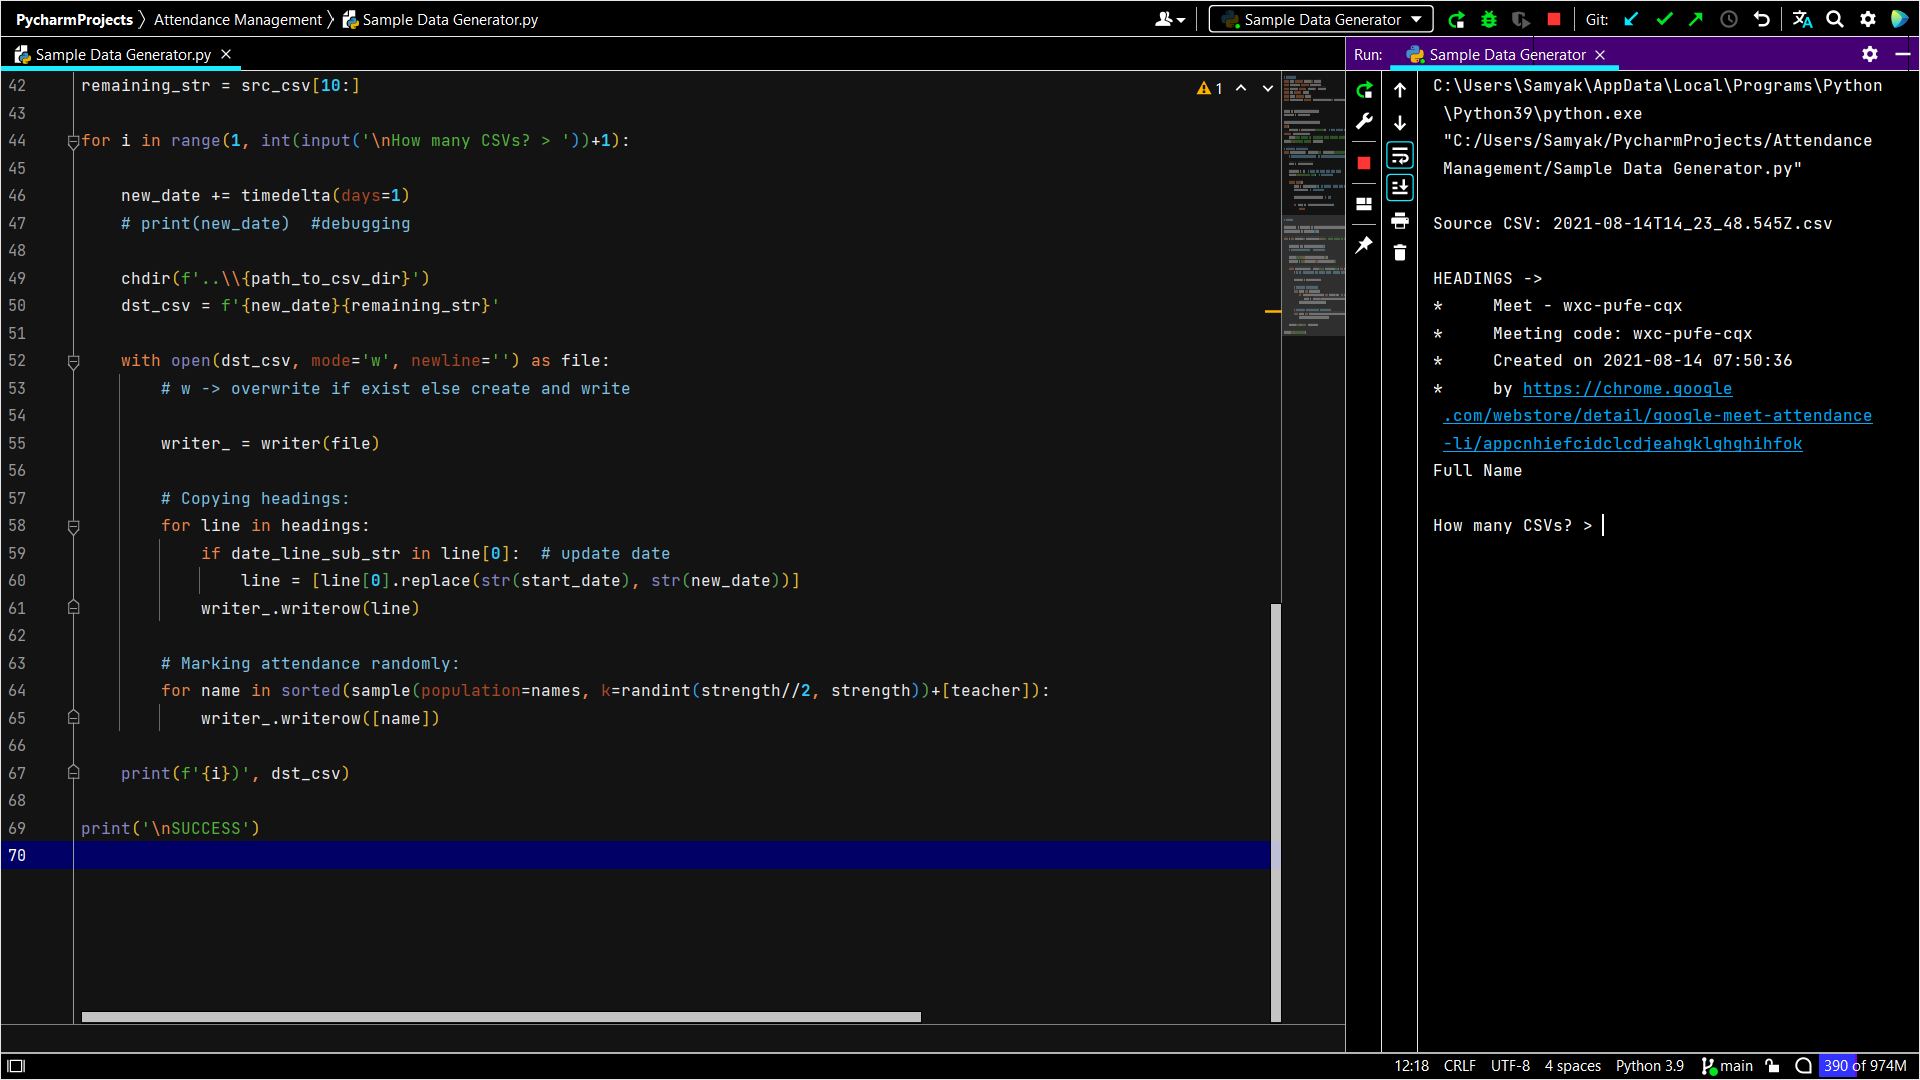 PycharmProjects 〉 Attendance Management 〉 Sample Data Generator.py
Sample Data Generator
Git:
Sample Data Generator.py ×
42 remaining_str = src_csv[10:]
43
44 for i in range(1, int(input('\nHow many CSVs? > '))+1):
45
46     new_date += timedelta(days=1)
47     # print(new_date)  #debugging
48
49     chdir(f'..\\{path_to_csv_dir}')
50     dst_csv = f'{new_date}{remaining_str}'
51
52     with open(dst_csv, mode='w', newline='') as file:
53         # w -> overwrite if exist else create and write
54
55         writer_ = writer(file)
56
57         # Copying headings:
58         for line in headings:
59             if date_line_sub_str in line[0]:  # update date
60                 line = [line[0].replace(str(start_date), str(new_date))]
61             writer_.writerow(line)
62
63         # Marking attendance randomly:
64         for name in sorted(sample(population=names, k=randint(strength//2, strength))+[teacher]):
65             writer_.writerow([name])
66
67     print(f'{i})', dst_csv)
68
69 print('\nSUCCESS')
70
1
Run: Sample Data Generator ×
C:\Users\Samyak\AppData\Local\Programs\Python
\Python39\python.exe
"C:/Users/Samyak/PycharmProjects/Attendance
Management/Sample Data Generator.py"
Source CSV: 2021-08-14T14_23_48.545Z.csv
HEADINGS ->
*     Meet - wxc-pufe-cqx
*     Meeting code: wxc-pufe-cqx
*     Created on 2021-08-14 07:50:36
*     by https://chrome.google
.com/webstore/detail/google-meet-attendance
-li/appcnhiefcidclcdjeahgklghghihfok
Full Name
How many CSVs? >
12:18 CRLF UTF-8 4 spaces Python 3.9 main 390 of 974M